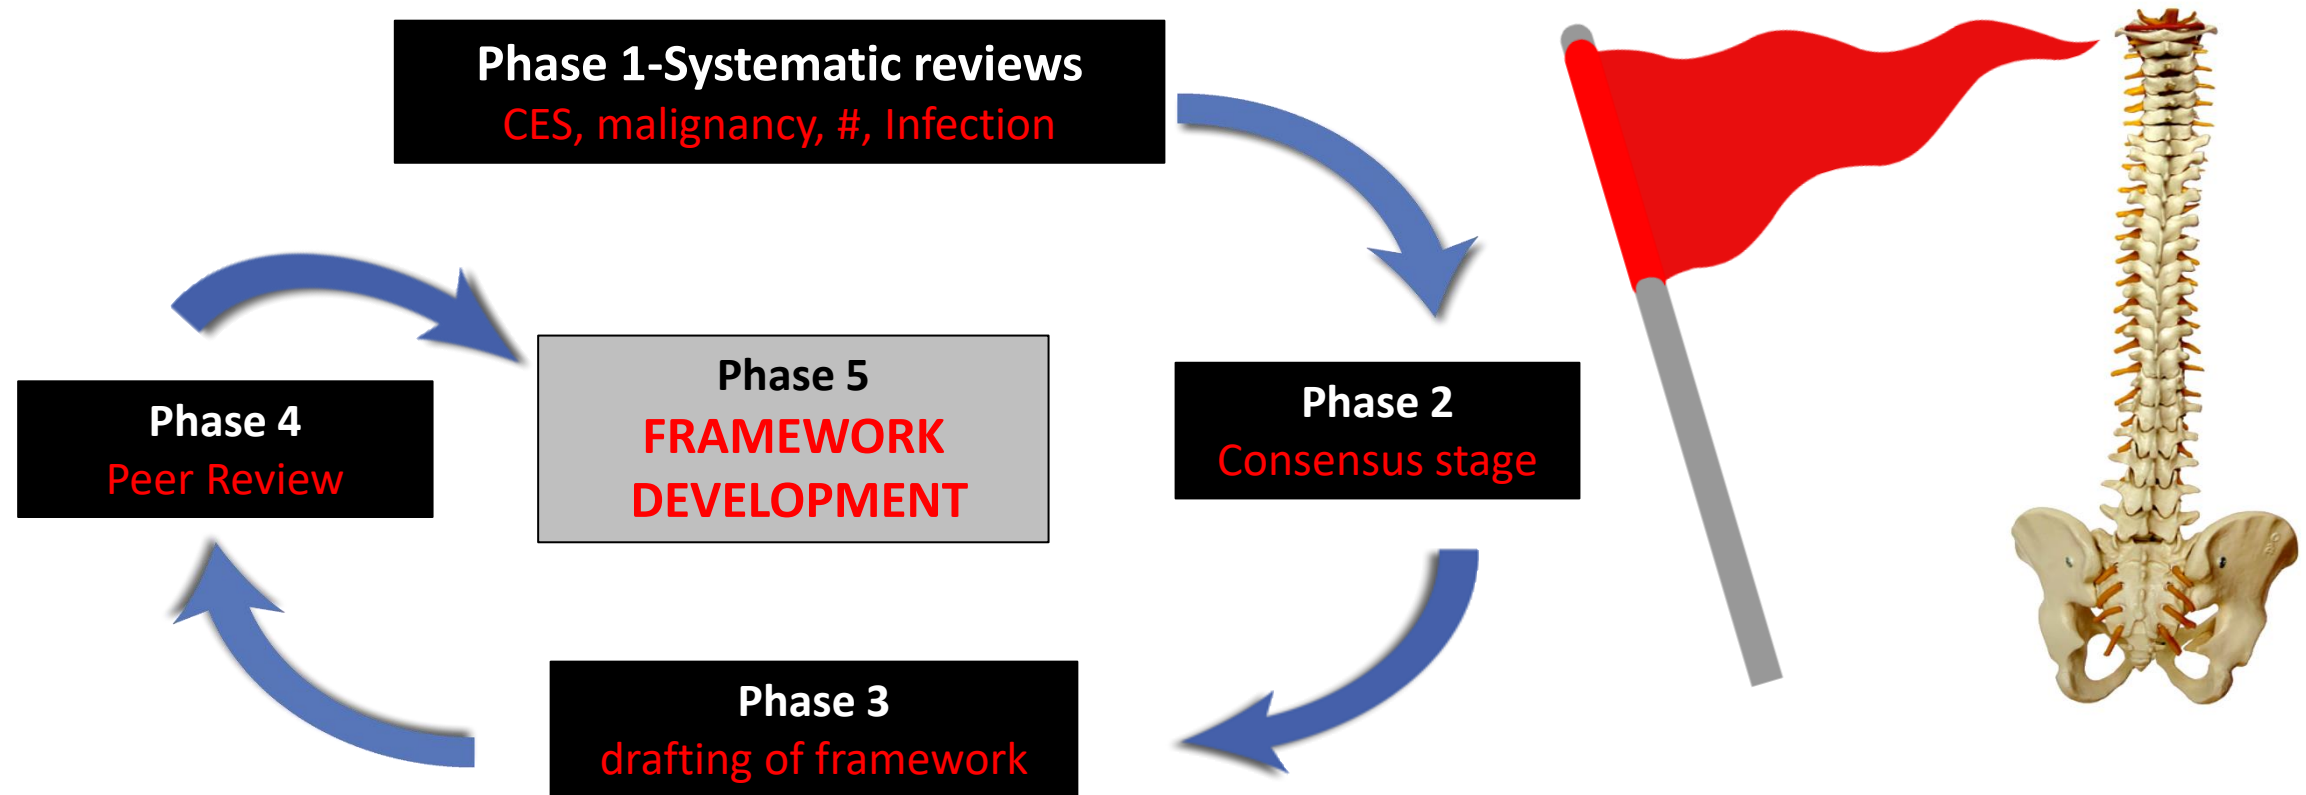 Phase 1-Systematic reviews
CES, malignancy, #, Infection
Phase 2
Consensus stage
Phase 3
drafting of framework
Phase 4
Peer Review
Phase 5
FRAMEWORK
DEVELOPMENT